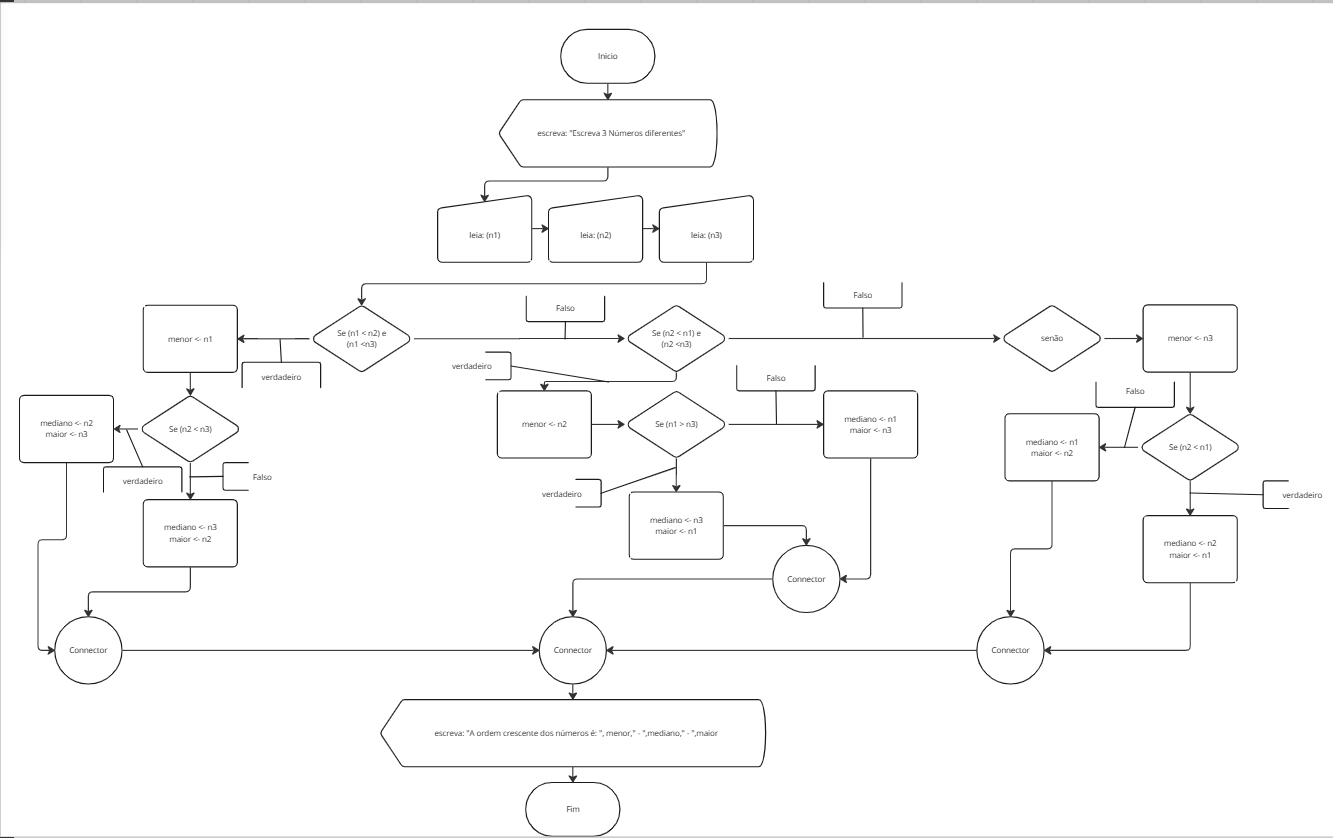 Inicio
escreva: "Escreva 3 Números diferentes"
leia: (n1)
leia: (n2)
leia: (n3)
Falso
Falso
menor <- n1
Se (n1 < n2) e
(n1 <n3)
Se (n2 < n1) e
(n2 <n3)
senão
menor <- n3
verdeiro
verdadeiro
Falso
Falso
mediano <- n2
maior <- n3
Se (n2 < n3)
menor <- n2
Se (n1 > n3)
mediano <- n1
maior <- n3
mediano <- n1
maior <- n2
Se (n2 < n1)
verdadeiro
Falso
verdadeiro
verdadeiro
mediano <- n3
maior <- n2
mediano <- n3
maior <- n1
mediano <- n2
maior <- n1
Connector
Connector
Connector
Connector
escreva: "A ordem crescente dos números é: ", menor," - ",mediano," - ",maior
Fim